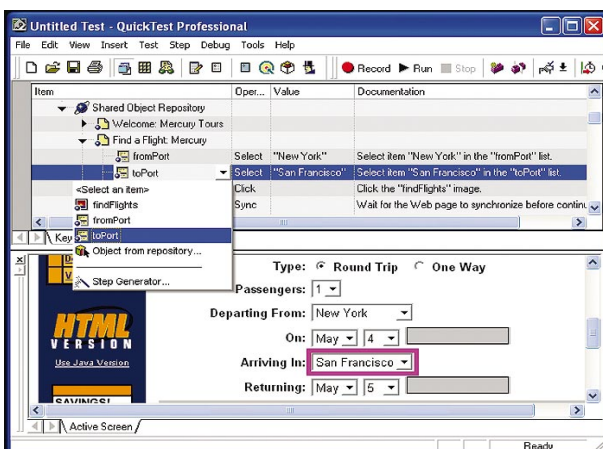 Untitled Test - QuickTest Professional
File Edit View Insert Test Step Debug Tools Help
Record Run Stop
Item Oper... Value Documentation
Shared Object Repository
Welcome: Mercury Tours
Find a Flight: Mercury
fromPort Select "New York" Select item "New York" in the "fromPort" list.
toPort Select "San Francisco" Select item "San Francisco" in the "toPort" list.
<Select an item> Click Click the "findFlights" image.
findFlights Sync Wait for the Web page to synchronize before continu
fromPort
toPort
Object from repository...
Step Generator...
Key
Type: Round Trip One Way
Passengers: 1
Departing From: New York
On: May 4
Arriving In: San Francisco
Returning: May 5
HTML
VERSION
Use Java Version
SAVINGS!
Active Screen
Ready